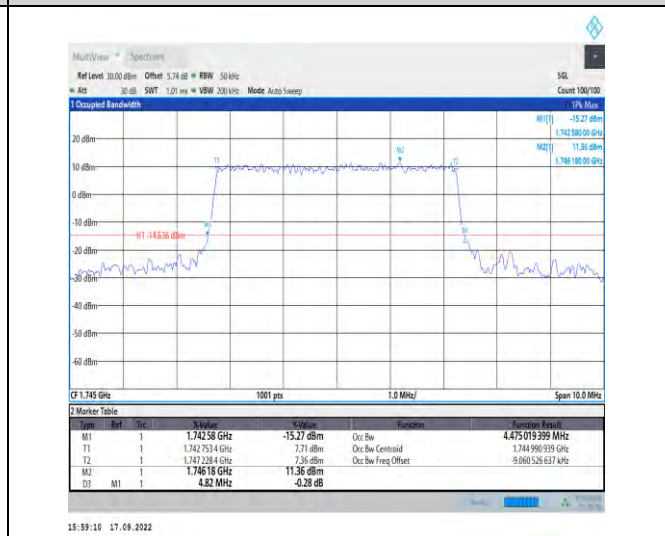 MultiView Spectrum
Ref Level 30.00 dBm Offset 5.74 dB RBW 50 kHz SGL
Att 30 dB SWT 1.01 ms VBW 200 kHz Mode Auto Sweep Count 100/100
1 Occupied Bandwidth 1Pk Max
M1[1] -15.27 dBm
1.742 580 00 GHz
M2[1] 11.36 dBm
1.746 180 00 GHz
20 dBm
M2
T1 T2
10 dBm
0 dBm
-10 dBm
M1
H1 -14.636 dBm
-20 dBm
-30 dBm
-40 dBm
-50 dBm
-60 dBm
CF 1.745 GHz 1001 pts 1.0 MHz/ Span 10.0 MHz
2 Marker Table
Type Ref Trc X-Value Y-Value Function Function Result
M1 1 1.742 58 GHz -15.27 dBm Occ Bw 4.475 019 399 MHz
T1 1 1.742 753 4 GHz 7.71 dBm Occ Bw Centroid 1.744 990 939 GHz
T2 1 1.747 228 4 GHz 7.36 dBm Occ Bw Freq Offset -9.060 526 637 kHz
M2 1 1.746 18 GHz 11.36 dBm
D3 M1 1 4.82 MHz -0.28 dB
15:59:10 17.09.2022